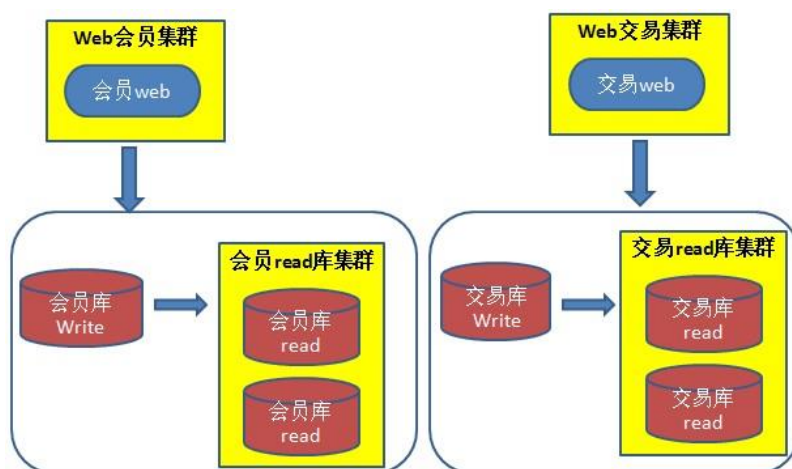 Web会员集群
会员web
Web交易集群
交易web
会员库
Write
会员read库集群
会员库
read
会员库
read
交易库
Write
交易read库集群
交易库
read
交易库
read